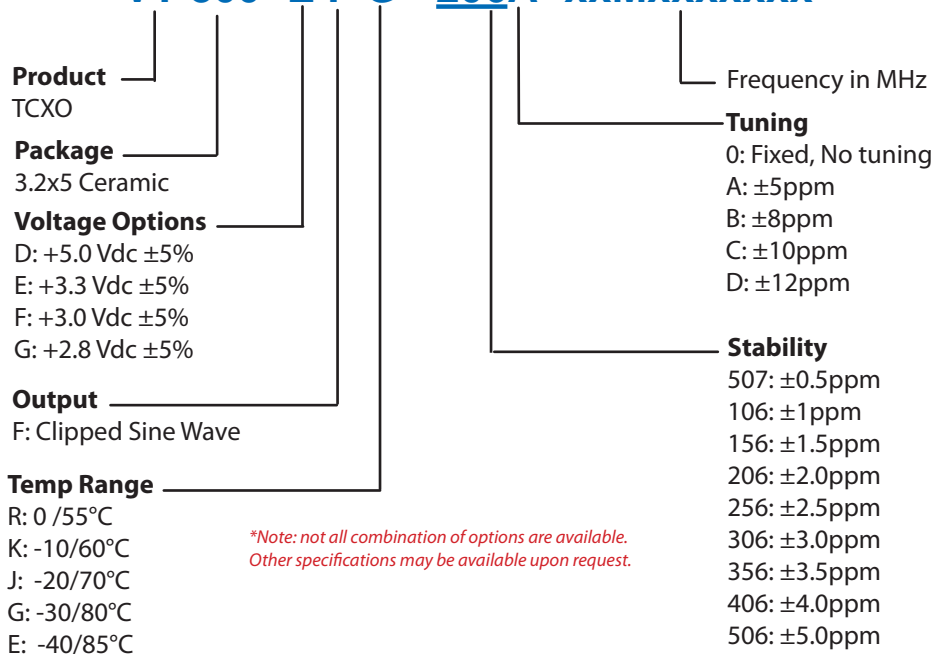 Product
TCXO
Package
3.2x5 Ceramic
Voltage Options
D: +5.0 Vdc ±5%
E: +3.3 Vdc ±5%
F: +3.0 Vdc ±5%
G: +2.8 Vdc ±5%
Output
F: Clipped Sine Wave
Temp Range
R: 0 /55°C
K: -10/60°C
J: -20/70°C
G: -30/80°C
E: -40/85°C
*Note: not all combination of options are available.
Other specifications may be available upon request.
Frequency in MHz
Tuning
0: Fixed, No tuning
A: ±5ppm
B: ±8ppm
C: ±10ppm
D: ±12ppm
Stability
507: ±0.5ppm
106: ±1ppm
156: ±1.5ppm
206: ±2.0ppm
256: ±2.5ppm
306: ±3.0ppm
356: ±3.5ppm
406: ±4.0ppm
506: ±5.0ppm